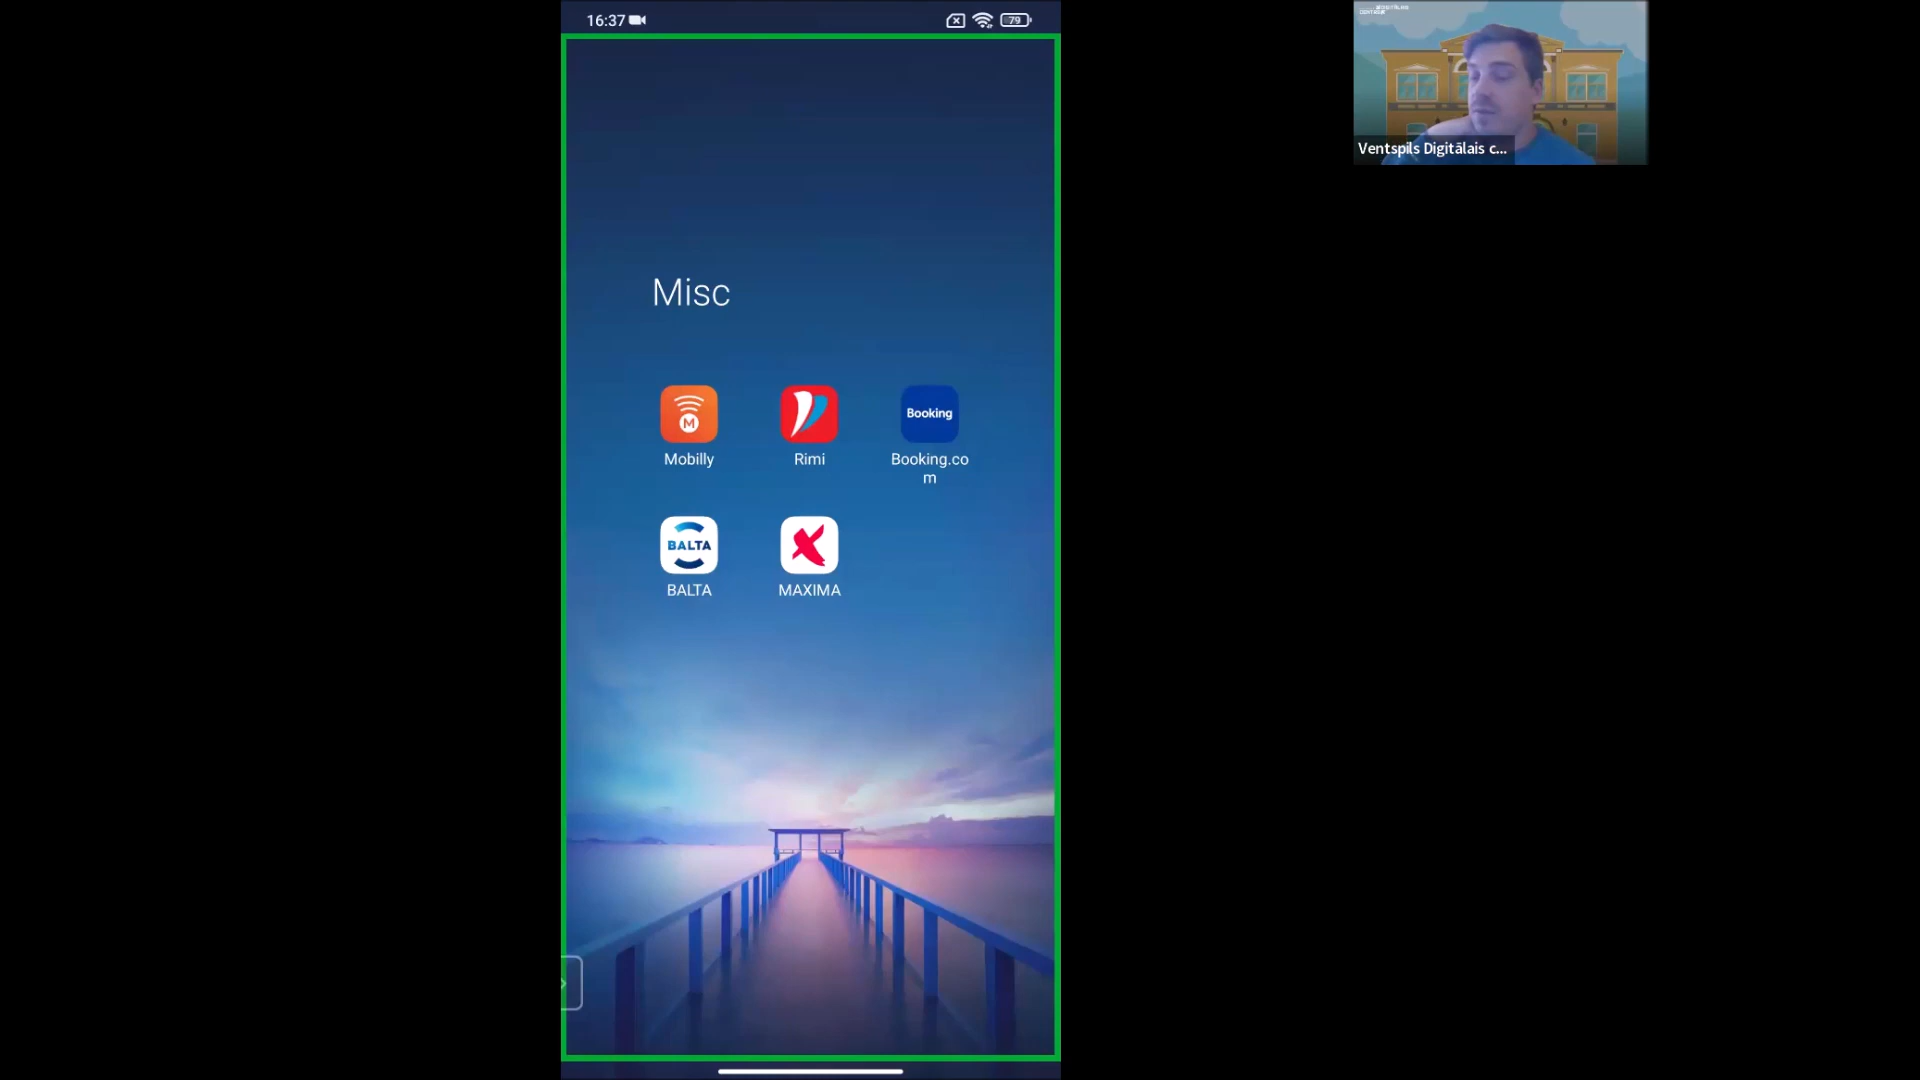 16:37
79
Misc
M
Booking
Mobilly
Rimi
Booking.co
m
BALTA
BALTA
MAXIMA
Ventspils Digitālais c...